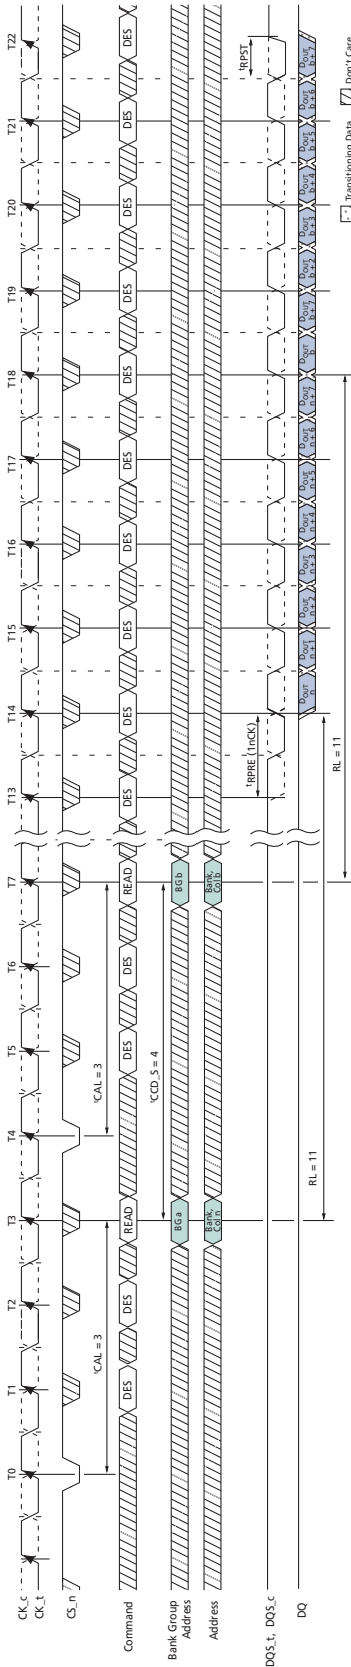 T0 T1 T2 T3 T4 T5 T6 T7 T13 T14 T15 T16 T17 T18 T19 T20 T21 T22
CK_c
CK_t
CS_n
tCAL = 3 tCAL = 3
Command DES DES READ DES DES READ DES DES DES DES DES DES DES DES DES DES
tCCD_S = 4
Bank Group
Address
BG a BG b
Address
Bank,
Col n
Bank,
Col b
tRPRE (1nCK) tRPST
DQS_t, DQS_c
DQ
DOUT
n
DOUT
n + 1
DOUT
n + 2
DOUT
n + 3
DOUT
n + 4
DOUT
n + 5
DOUT
n + 6
DOUT
n + 7
DOUT
b
DOUT
b + 7
DOUT
b + 2
DOUT
b + 3
DOUT
b + 4
DOUT
b + 5
DOUT
b + 6
DOUT
b + 7
RL = 11
RL = 11
Transitioning Data Don't Care